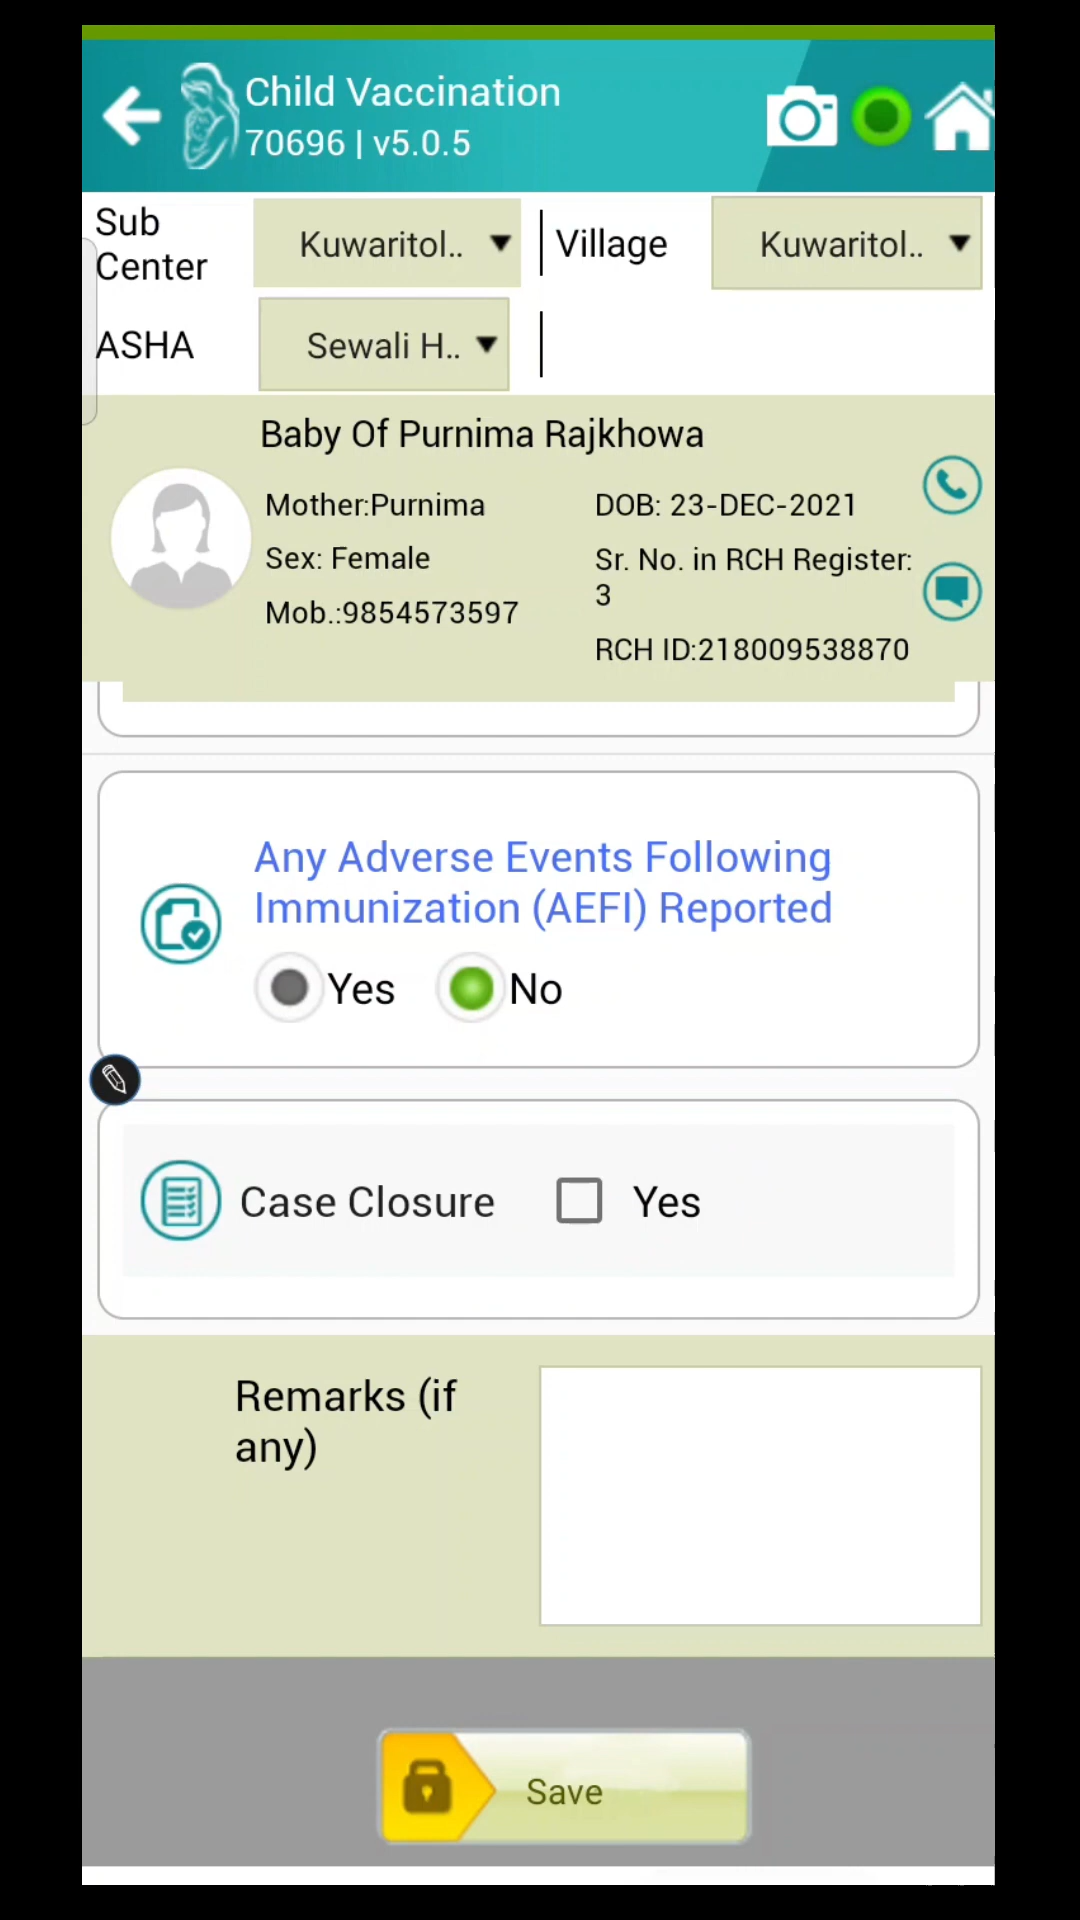 Child Vaccination
70696 | v5.0.5
Sub Center
Kuwaritol..
Village
Kuwaritol..
ASHA
Sewali H..
Baby Of Purnima Rajkhowa
Mother:Purnima
DOB: 23-DEC-2021
Sex: Female
Sr. No. in RCH Register:
3
Mob.:9854573597
RCH ID:218009538870
Any Adverse Events Following
Immunization (AEFI) Reported
Yes
No
Case Closure
Yes
Remarks (if
any)
Save